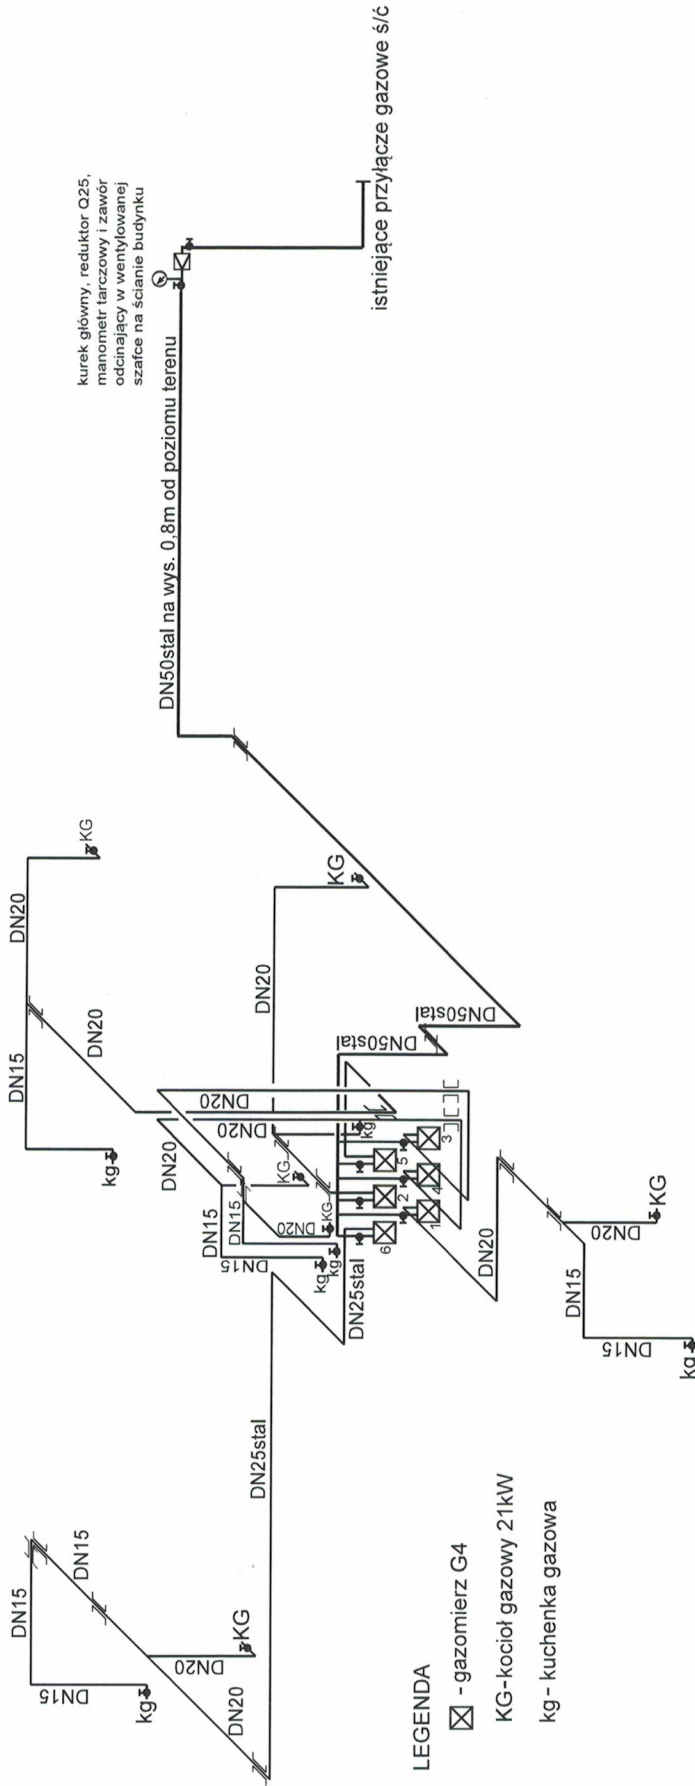 kurek główny, reduktor Q25,
manometr tarczowy i zawór
odcinający w wentylowanej
szafce na ścianie budynku
istniejące przyłącze gazowe ś/ć
DN50stal na wys. 0,8m od poziomu terenu
KG
DN20
DN20
DN15
kg
KG
DN20
DN50stal
DN50stal
DN20
DN20
DN20
kg
KG
DN15
DN15
DN15
DN20
KG
kg
kg
3
5
4
2
1
6
DN25stal
DN20
KG
DN20
DN15
DN15
kg
DN25stal
DN15
DN15
DN15
kg
KG
DN20
DN20
LEGENDA
- gazomierz G4
KG-kocioł gazowy 21kW
kg - kuchenka gazowa